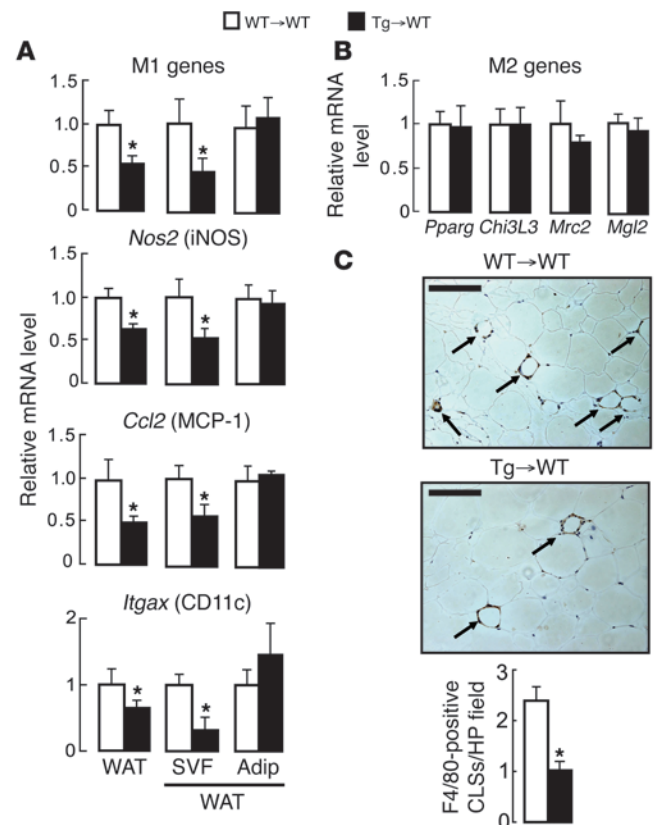 WT→WT Tg→WT
A
M1 genes
1.5
1.0
0.5
0
*
*
Nos2 (iNOS)
1.5
1.0
0.5
0
*
*
Ccl2 (MCP-1)
1.5
1.0
0.5
0
*
*
Itgax (CD11c)
2
1
0
*
*
Relative mRNA level
WAT SVF Adip
WAT
B
M2 genes
Relative mRNA
level
1.5
1.0
0.5
0
Pparg Chi3L3 Mrc2 Mgl2
C
WT→WT
Tg→WT
F4/80-positive
CLSs/HP field
3
2
1
0
*